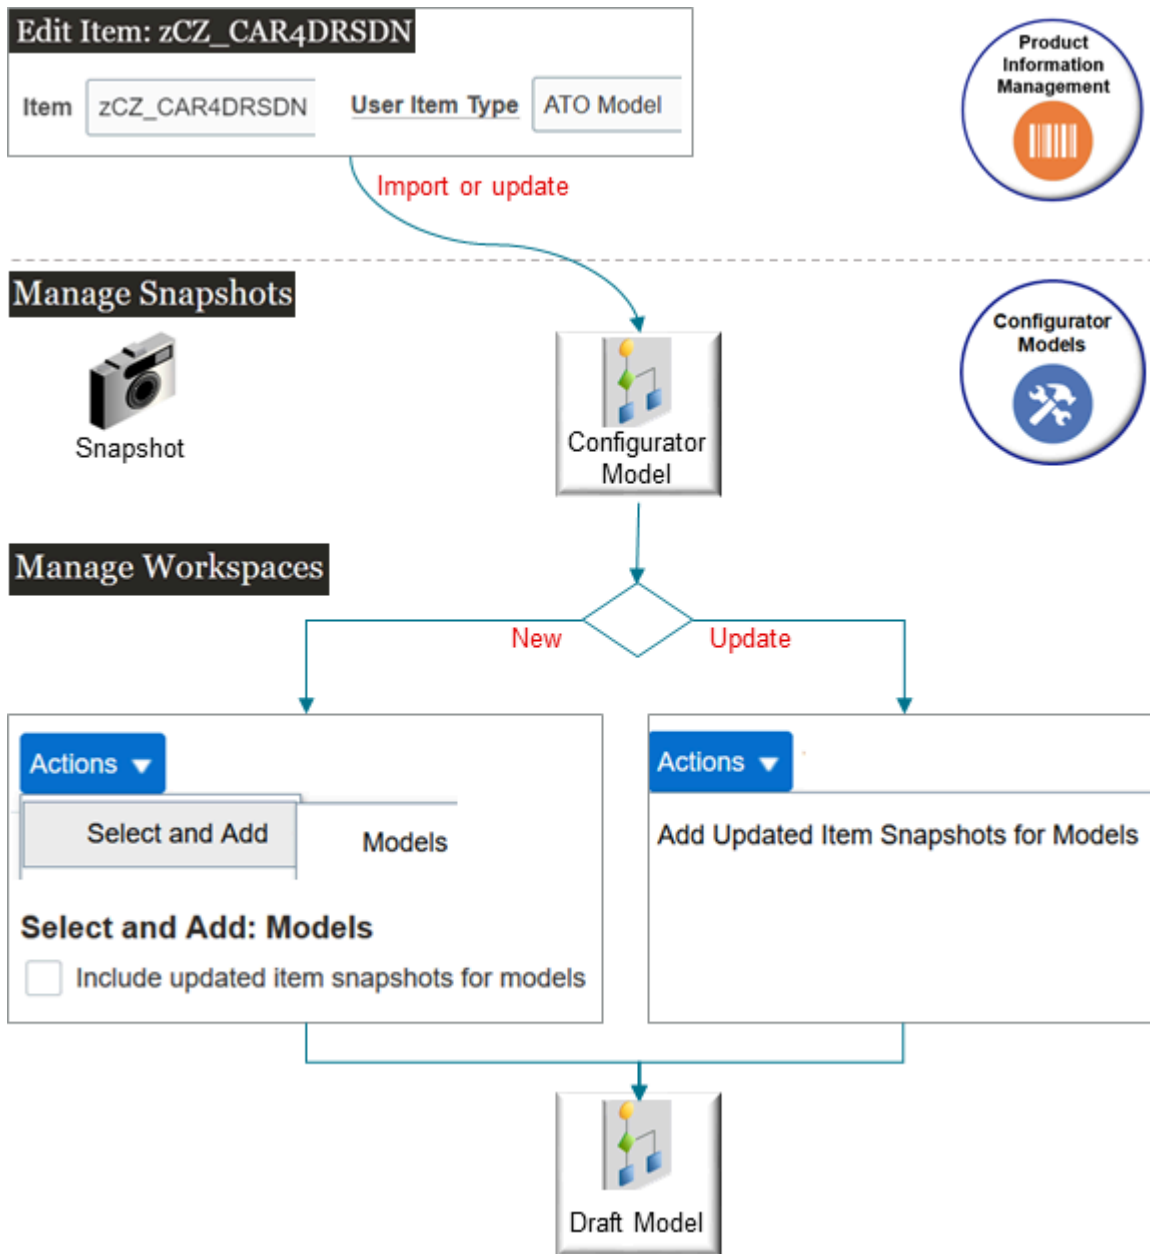 Edit Item: zCZ_CAR4DRSDN
Item zCZ_CAR4DRSDN User Item Type ATO Model
Product
Information
Management
Import or update
Manage Snapshots
Snapshot
Configurator
Model
Configurator
Models
Manage Workspaces
New
Update
Actions
Select and Add
Models
Select and Add: Models
Include updated item snapshots for models
Actions
Add Updated Item Snapshots for Models
Draft Model